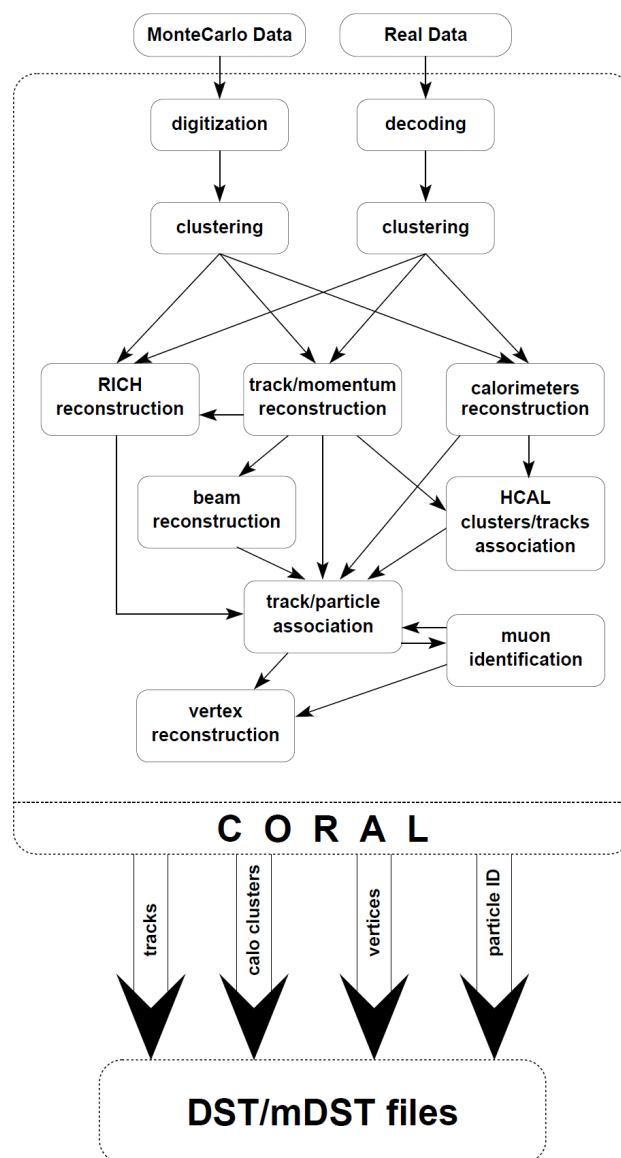 MonteCarlo Data
Real Data
digitization
decoding
clustering
clustering
RICH
reconstruction
track/momentum
reconstruction
calorimeters
reconstruction
beam
reconstruction
HCAL
clusters/tracks
association
track/particle
association
muon
identification
vertex
reconstruction
C O R A L
tracks
calo clusters
vertices
particle ID
DST/mDST files